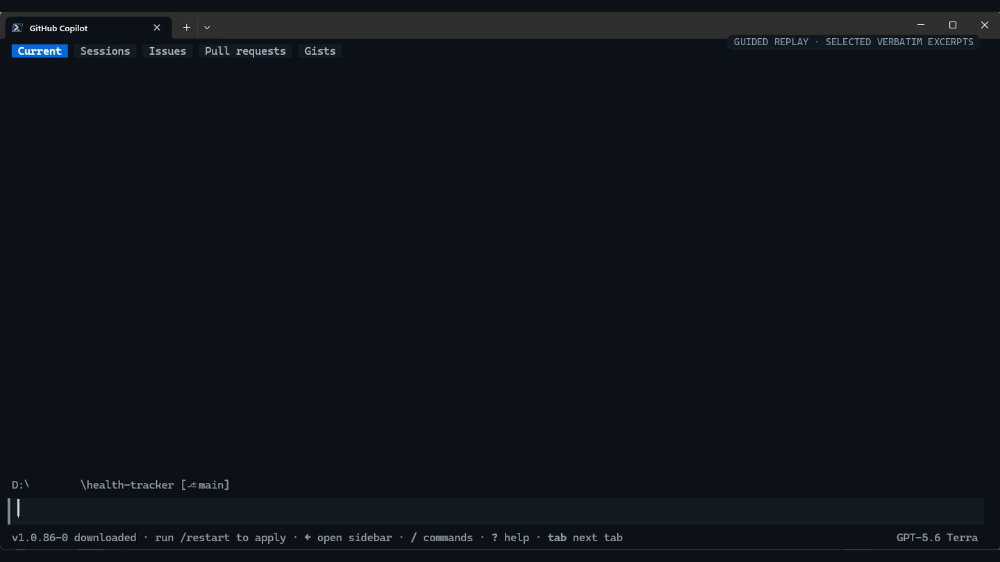 GitHub Copilot
GUIDED REPLAY · SELECTED VERBATIM EXCERPTS
Current Sessions Issues Pull requests Gists
D:\ \health-tracker [⎇main]
v1.0.86-0 downloaded · run /restart to apply · ← open sidebar · / commands · ? help · tab next tab
GPT-5.6 Terra